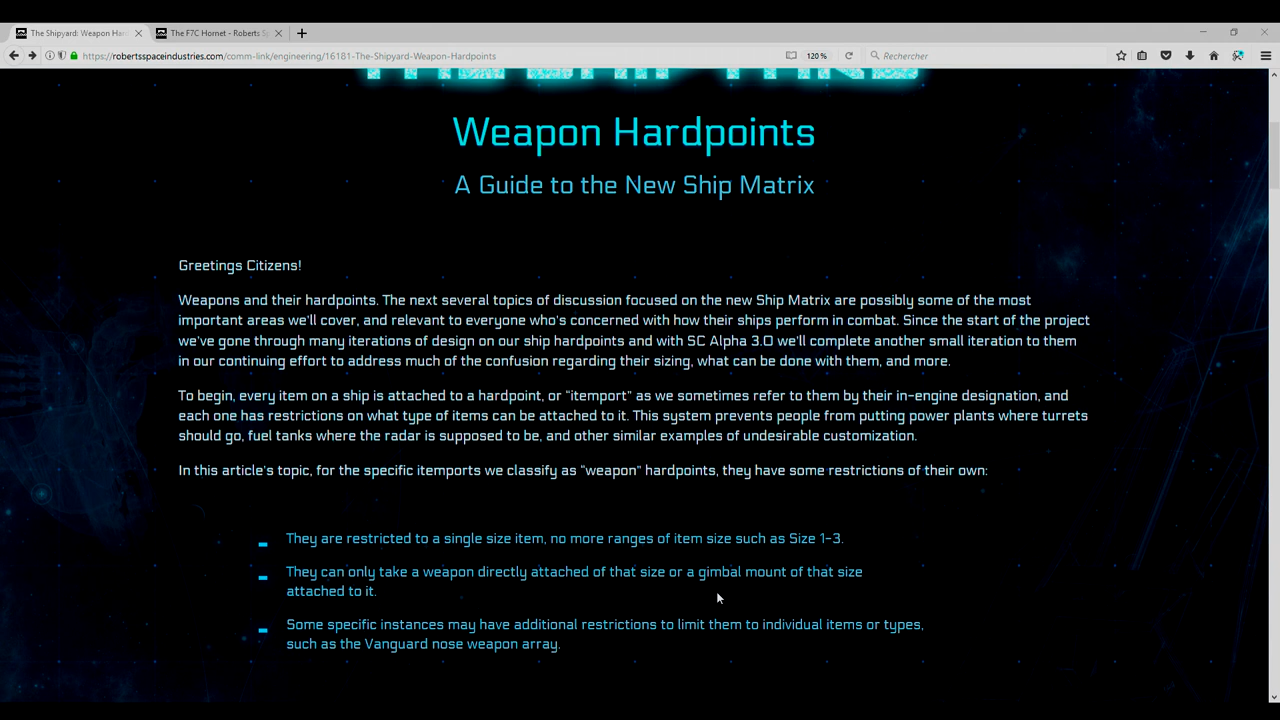 The Shipyard: Weapon Har
The F7C Hornet - Roberts Sp
https://robertsspaceindustries.com/comm-link/engineering/16181-The-Shipyard-Weapon-Hardpoints
120%
Rechercher
THE SHIPYARD
Weapon Hardpoints
A Guide to the New Ship Matrix
Greetings Citizens!
Weapons and their hardpoints. The next several topics of discussion focused on the new Ship Matrix are possibly some of the most
important areas we'll cover, and relevant to everyone who's concerned with how their ships perform in combat. Since the start of the project
we've gone through many iterations of design on our ship hardpoints and with SC Alpha 3.0 we'll complete another small iteration to them
in our continuing effort to address much of the confusion regarding their sizing, what can be done with them, and more.
To begin, every item on a ship is attached to a hardpoint, or "itemport" as we sometimes refer to them by their in-engine designation, and
each one has restrictions on what type of items can be attached to it. This system prevents people from putting power plants where turrets
should go, fuel tanks where the radar is supposed to be, and other similar examples of undesirable customization.
In this article's topic, for the specific itemports we classify as "weapon" hardpoints, they have some restrictions of their own:
They are restricted to a single size item, no more ranges of item size such as Size 1-3.
They can only take a weapon directly attached of that size or a gimbal mount of that size
attached to it.
Some specific instances may have additional restrictions to limit them to individual items or types,
such as the Vanguard nose weapon array.